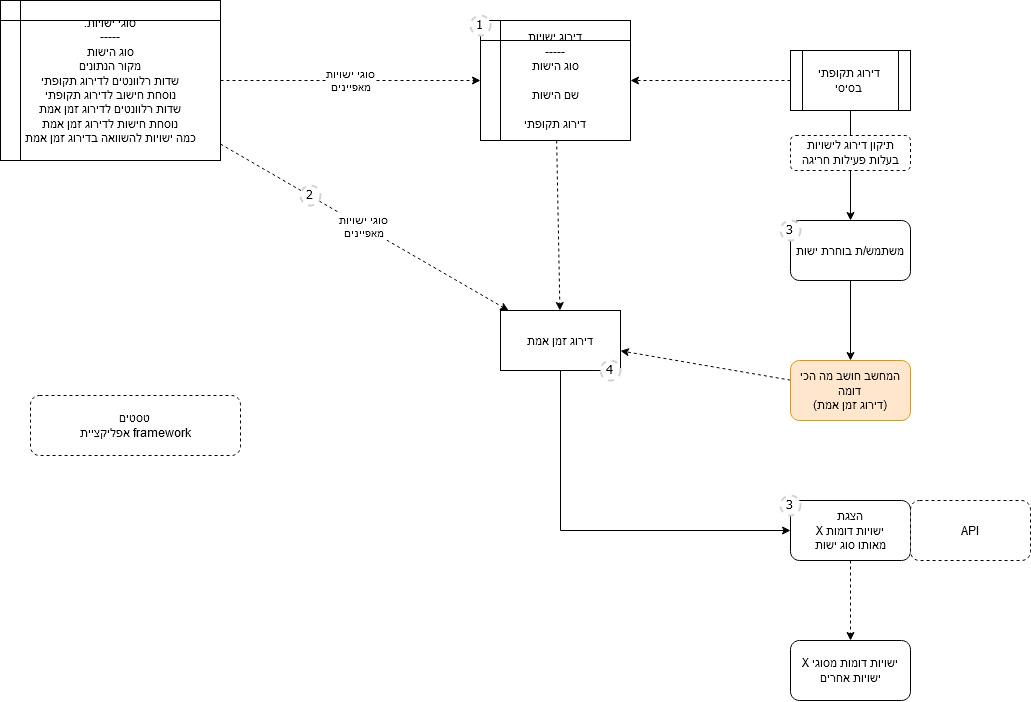 סוגי ישויות:
-----
סוג הישות
מקור הנתונים
שדות רלוונטים לדירוג תקופתי
נוסחת חישוב לדירוג תקופתי
שדות רלוונטים לדירוג זמן אמת
נוסחת חישות לדירוג זמן אמת
כמה ישויות להשוואה בדירוג זמן אמת
סוגי ישויות
מאפיינים
1
דירוג ישויות
-----
סוג הישות
שם הישות
דירוג תקופתי
דירוג תקופתי
בסיסי
תיקון דירוג לישויות
בעלות פעילות חריגה
2
סוגי ישויות
מאפיינים
3
משתמש/ת בוחרת ישות
דירוג זמן אמת
4
המחשב חושב מה הכי
דומה
(דירוג זמן אמת)
טסטים
אפליקציית framework
3
הצגת
X ישויות דומות
מאותו סוג ישות
API
X ישויות דומות מסוגי
ישויות אחרים